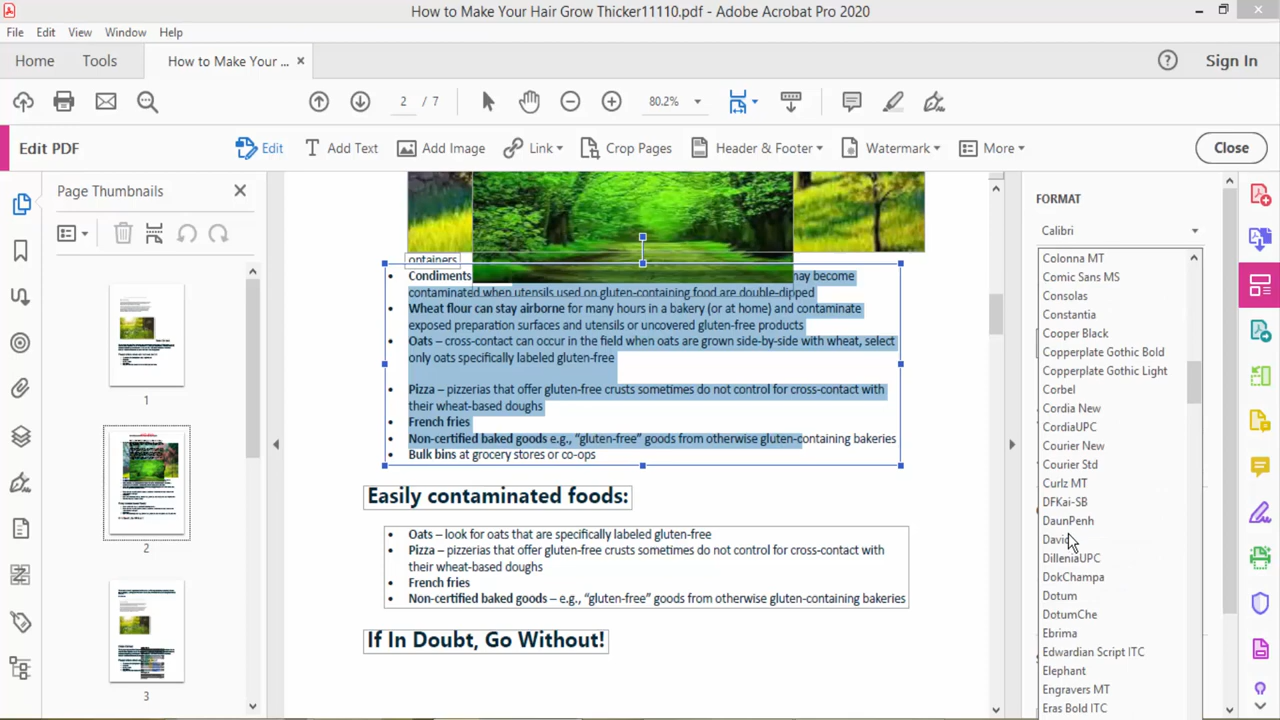 How to Make Your Hair Grow Thicker11110.pdf - Adobe Acrobat Pro 2020
File Edit View Window Help
Home Tools How to Make Your ... × ? Sign In
2 / 7 80.2%
Edit PDF Edit Add Text Add Image Link Crop Pages Header & Footer Watermark More Close
Page Thumbnails
1
2
3
ontainers
• Condiments may become
contaminated when utensils used on gluten-containing food are double-dipped
• Wheat flour can stay airborne for many hours in a bakery (or at home) and contaminate
exposed preparation surfaces and utensils or uncovered gluten-free products
• Oats – cross-contact can occur in the field when oats are grown side-by-side with wheat, select
only oats specifically labeled gluten-free
• Pizza – pizzerias that offer gluten-free crusts sometimes do not control for cross-contact with
their wheat-based doughs
• French fries
• Non-certified baked goods e.g., “gluten-free” goods from otherwise gluten-containing bakeries
• Bulk bins at grocery stores or co-ops
Easily contaminated foods:
• Oats – look for oats that are specifically labeled gluten-free
• Pizza – pizzerias that offer gluten-free crusts sometimes do not control for cross-contact with
their wheat-based doughs
• French fries
• Non-certified baked goods – e.g., “gluten-free” goods from otherwise gluten-containing bakeries
If In Doubt, Go Without!
FORMAT
Calibri
Colonna MT
Comic Sans MS
Consolas
Constantia
Cooper Black
Copperplate Gothic Bold
Copperplate Gothic Light
Corbel
Cordia New
CordiaUPC
Courier New
Courier Std
Curlz MT
DFKai-SB
DaunPenh
David
DilleniaUPC
DokChampa
Dotum
DotumChe
Ebrima
Edwardian Script ITC
Elephant
Engravers MT
Eras Bold ITC